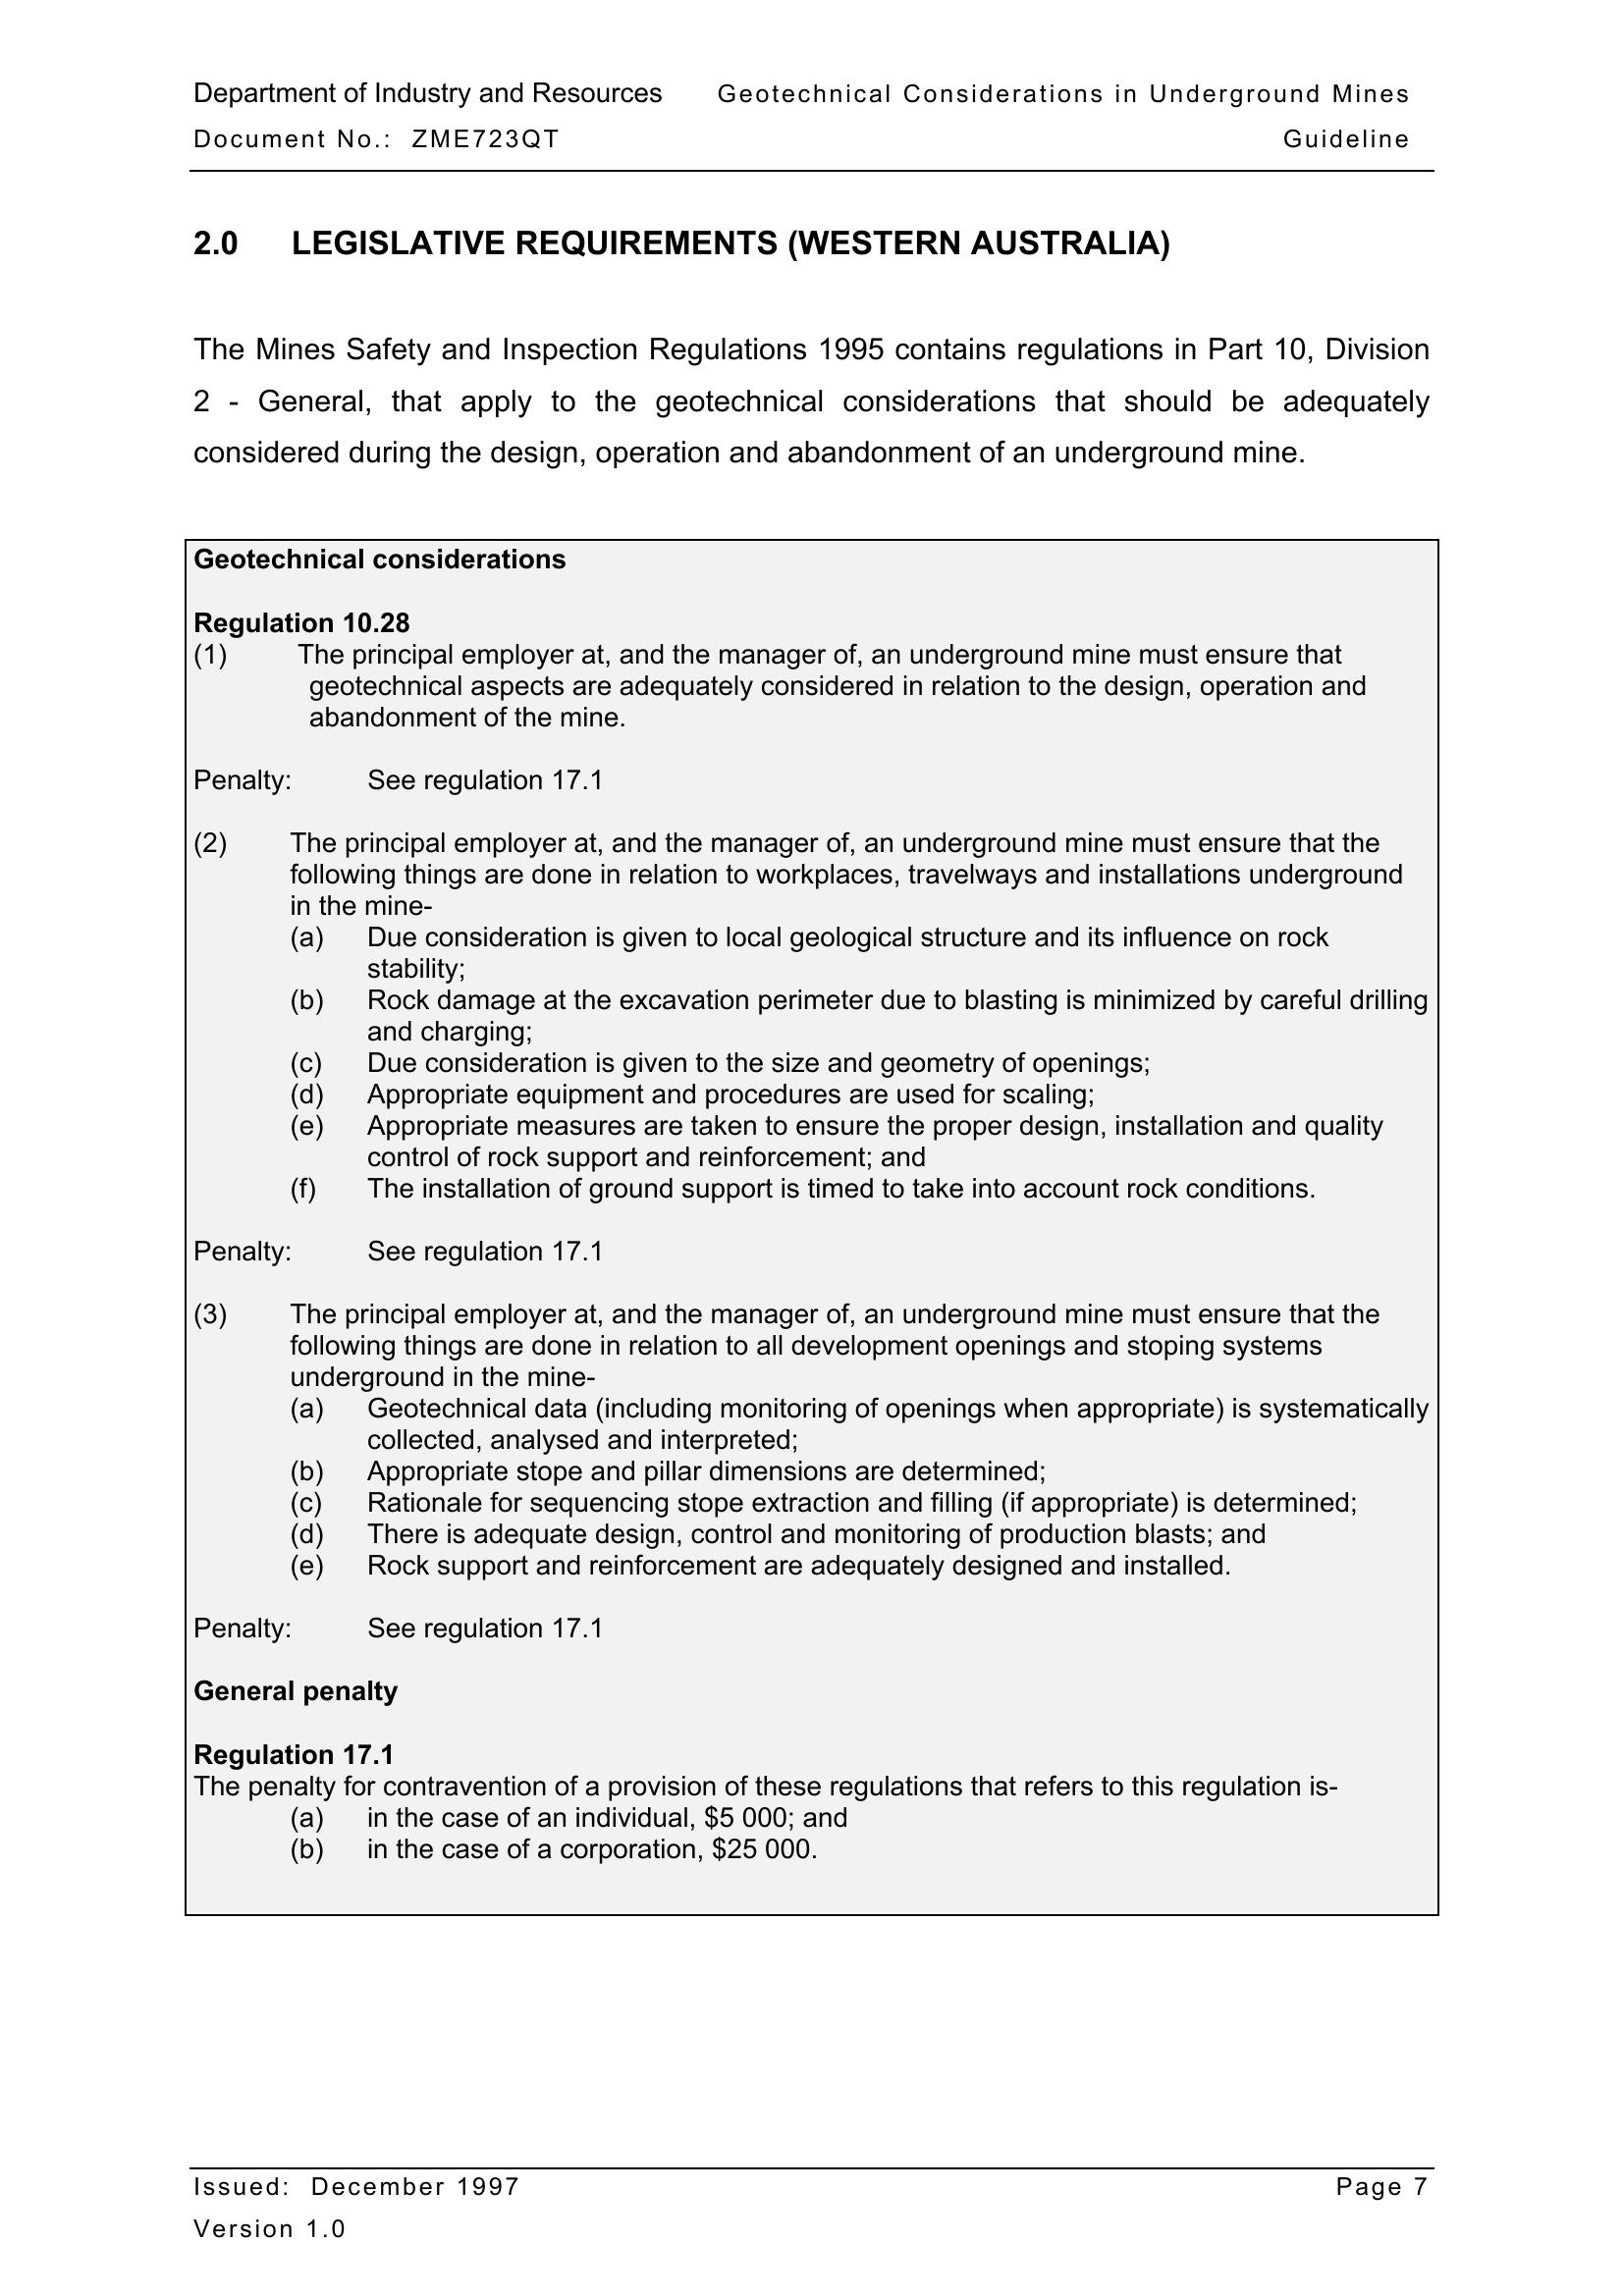 Department of Industry and Resources Geotechnical Considerations in Underground Mines
Document No.: ZME723QT Guideline
2.0 LEGISLATIVE REQUIREMENTS (WESTERN AUSTRALIA)
The Mines Safety and Inspection Regulations 1995 contains regulations in Part 10, Division
2 - General, that apply to the geotechnical considerations that should be adequately
considered during the design, operation and abandonment of an underground mine.
Geotechnical considerations
Regulation 10.28
(1) The principal employer at, and the manager of, an underground mine must ensure that
geotechnical aspects are adequately considered in relation to the design, operation and
abandonment of the mine.
Penalty: See regulation 17.1
(2) The principal employer at, and the manager of, an underground mine must ensure that the
following things are done in relation to workplaces, travelways and installations underground
in the mine-
(a) Due consideration is given to local geological structure and its influence on rock
stability;
(b) Rock damage at the excavation perimeter due to blasting is minimized by careful drilling
and charging;
(c) Due consideration is given to the size and geometry of openings;
(d) Appropriate equipment and procedures are used for scaling;
(e) Appropriate measures are taken to ensure the proper design, installation and quality
control of rock support and reinforcement; and
(f) The installation of ground support is timed to take into account rock conditions.
Penalty: See regulation 17.1
(3) The principal employer at, and the manager of, an underground mine must ensure that the
following things are done in relation to all development openings and stoping systems
underground in the mine-
(a) Geotechnical data (including monitoring of openings when appropriate) is systematically
collected, analysed and interpreted;
(b) Appropriate stope and pillar dimensions are determined;
(c) Rationale for sequencing stope extraction and filling (if appropriate) is determined;
(d) There is adequate design, control and monitoring of production blasts; and
(e) Rock support and reinforcement are adequately designed and installed.
Penalty: See regulation 17.1
General penalty
Regulation 17.1
The penalty for contravention of a provision of these regulations that refers to this regulation is-
(a) in the case of an individual, $5 000; and
(b) in the case of a corporation, $25 000.
Issued: December 1997 Page 7
Version 1.0